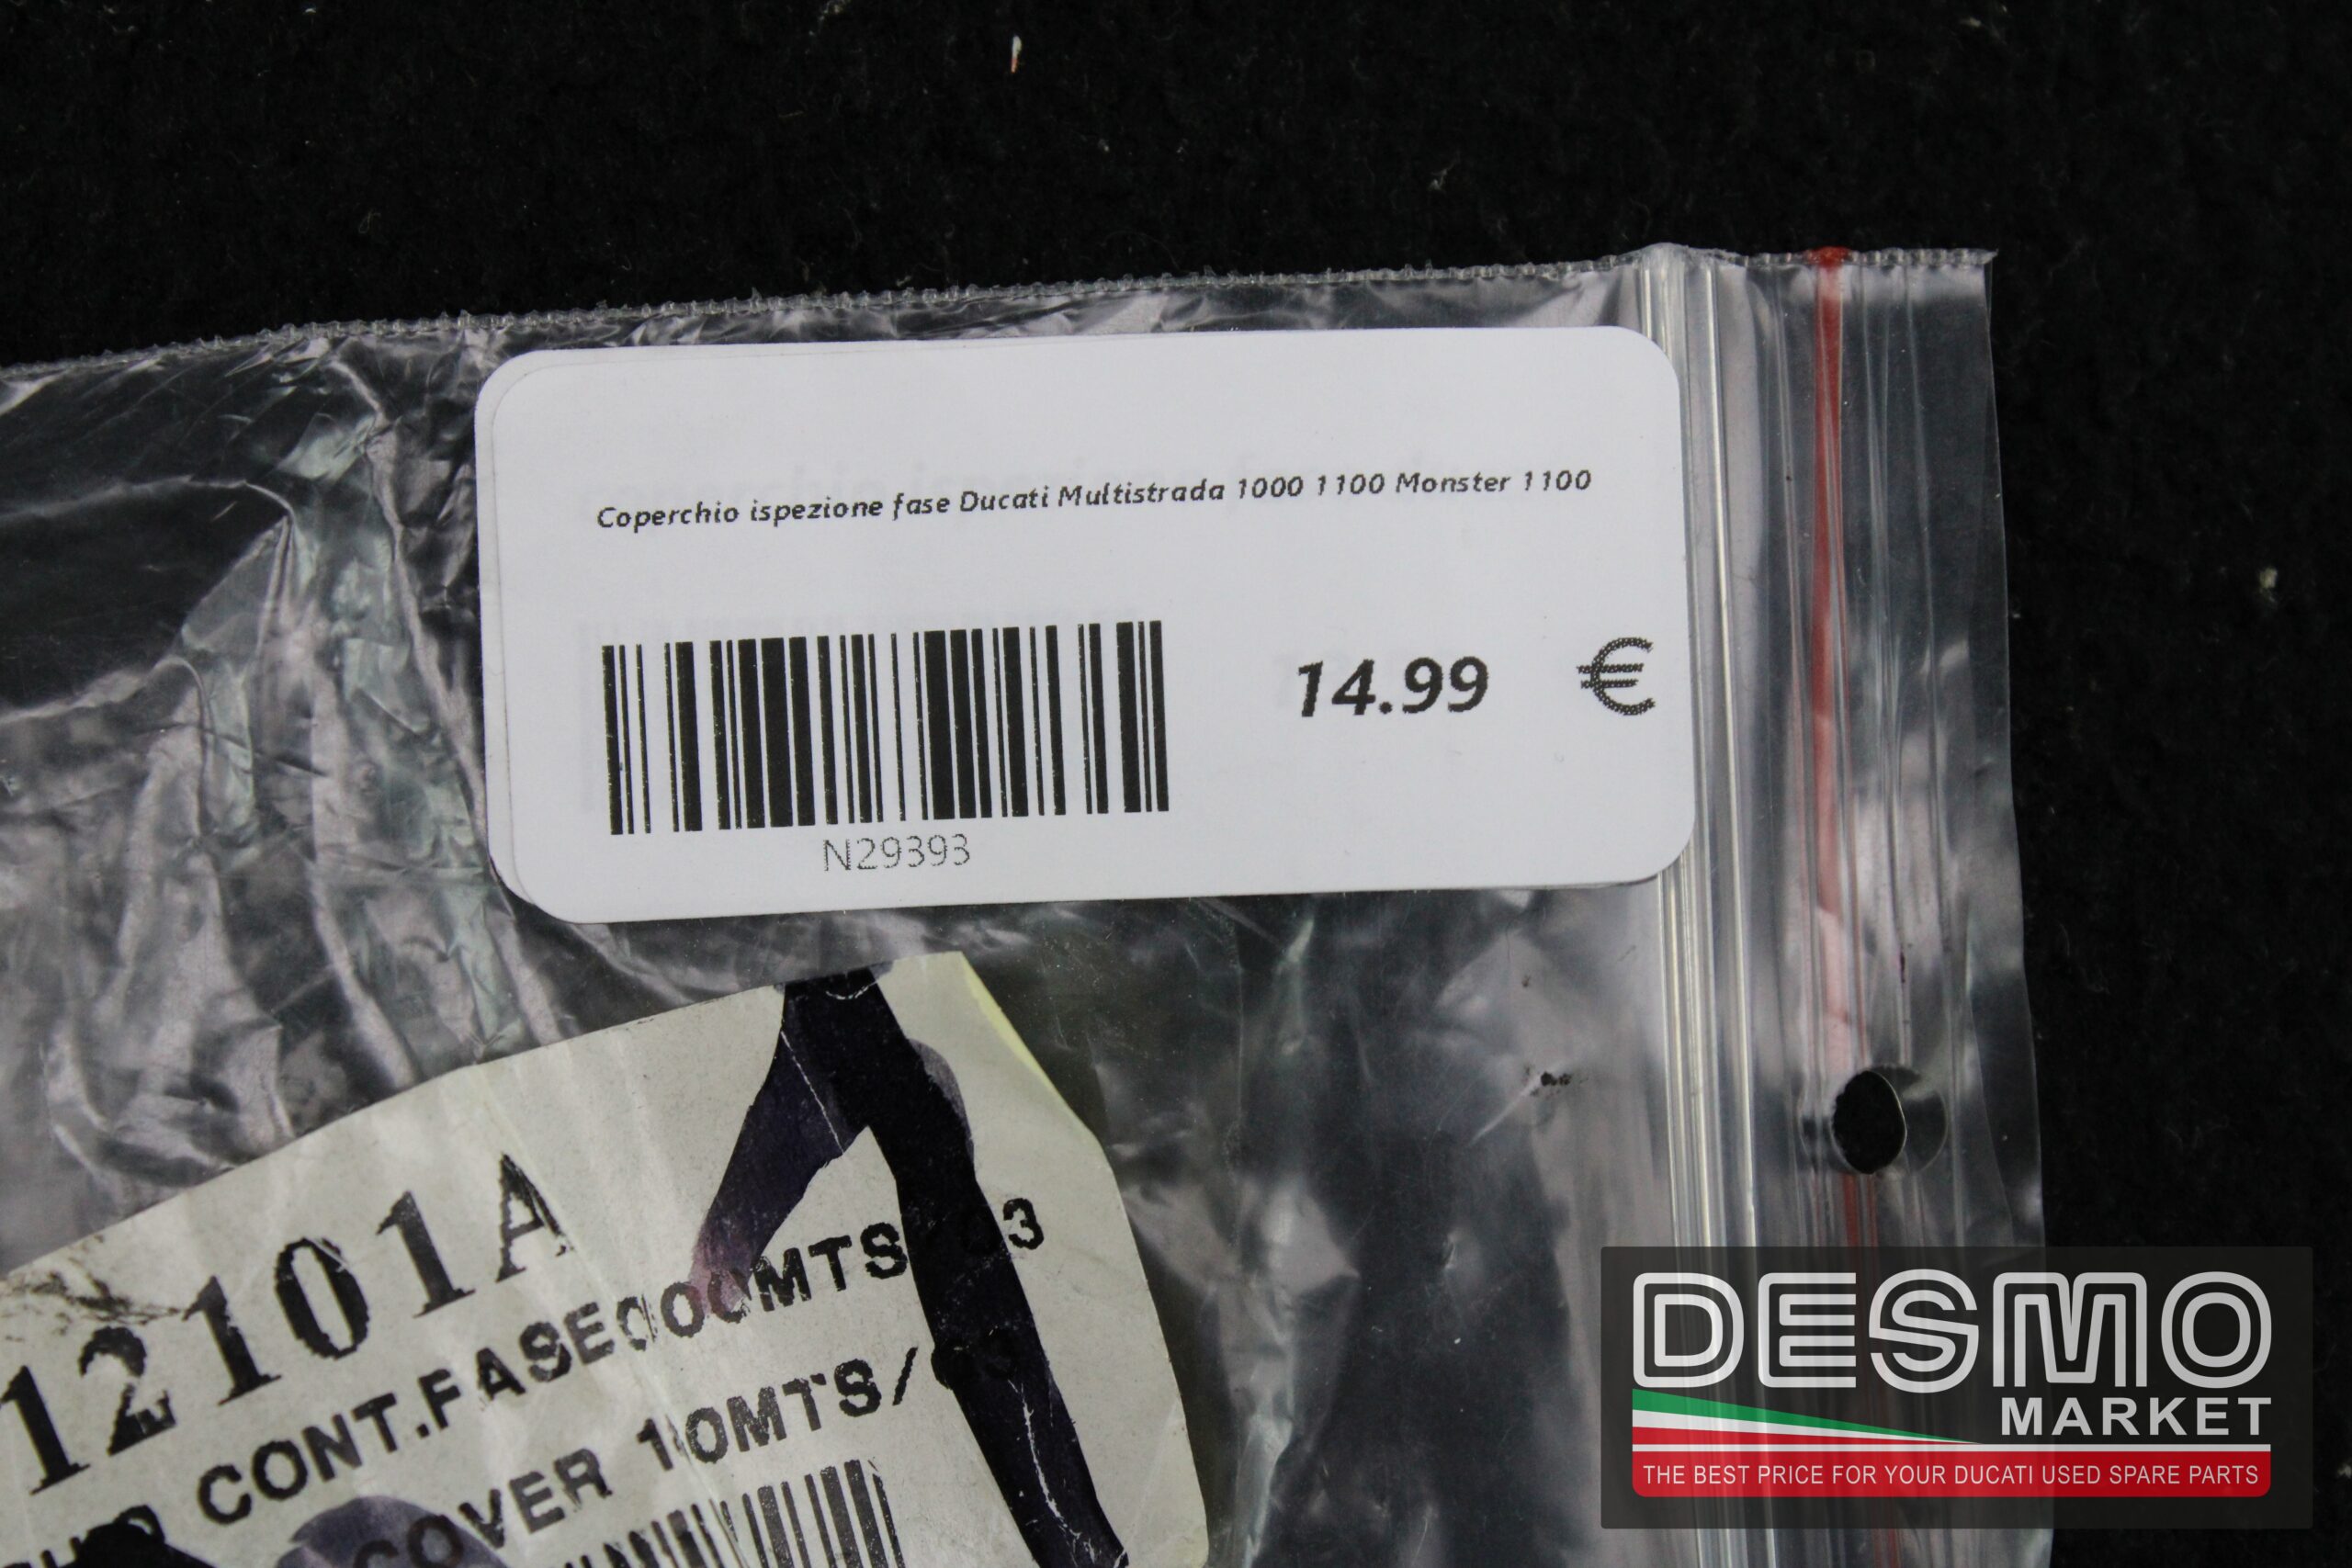 Coperchio ispezione fase Ducati Multistrada 1000 1100 Monster 1100
14.99 €
N29393
12101A
CONT.FASE
COVER 10MTS/
DESMO
MARKET
THE BEST PRICE FOR YOUR DUCATI USED SPARE PARTS